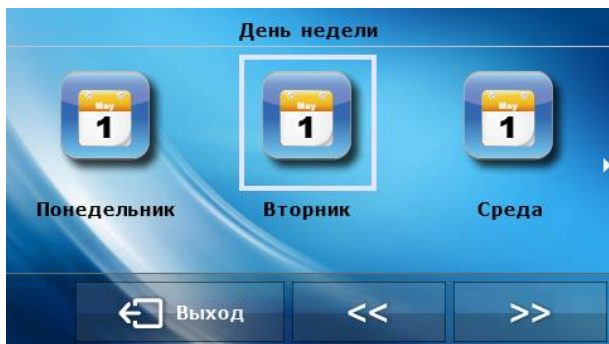 День недели
May
1
May
1
May
1
Понедельник
Вторник
Среда
Выход
<<
>>